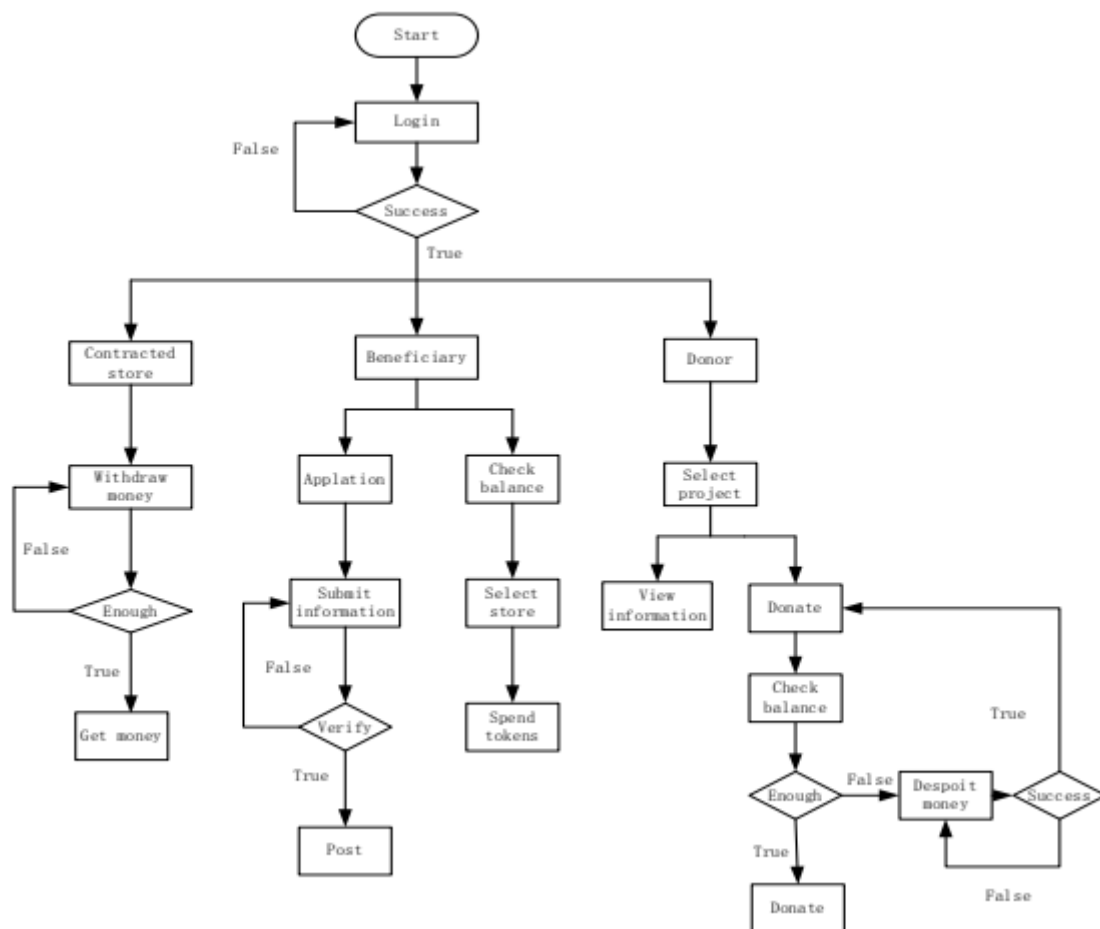 Start
Login
False
Success
True
Contracted
store
Beneficiary
Donor
Withdraw
money
False
Enough
True
Get money
Applation
Check
balance
Submit
information
False
Verify
True
Post
Select
store
Spend
tokens
Select
project
View
information
Donate
Check
balance
Enough
False
Despoit
money
Success
True
False
True
Donate